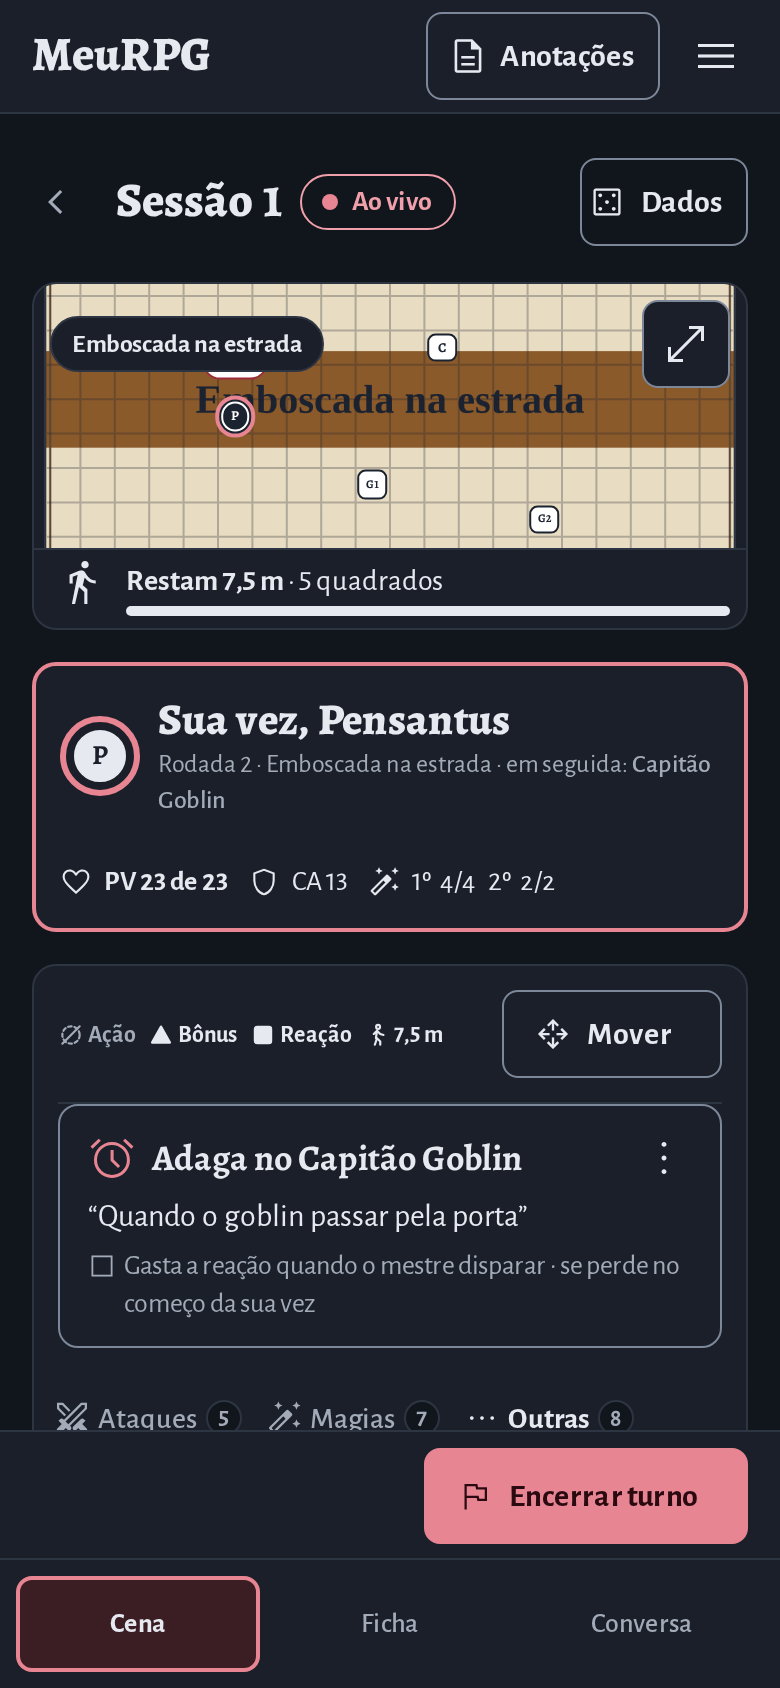 MeuRPG
Anotações
Sessão 1
Ao vivo
Dados
Emboscada na estrada
C
Emboscada na estrada
P
G1
G2
Restam 7,5 m · 5 quadrados
P
Sua vez, Pensantus
Rodada 2 · Emboscada na estrada · em seguida: Capitão
Goblin
PV 23 de 23
CA 13
1º 4/4 2º 2/2
Ação
Bônus
Reação
7,5 m
Mover
Adaga no Capitão Goblin
“Quando o goblin passar pela porta”
Gasta a reação quando o mestre disparar · se perde no
começo da sua vez
Ataques 5
Magias 7
Outras 8
Encerrar turno
Cena
Ficha
Conversa